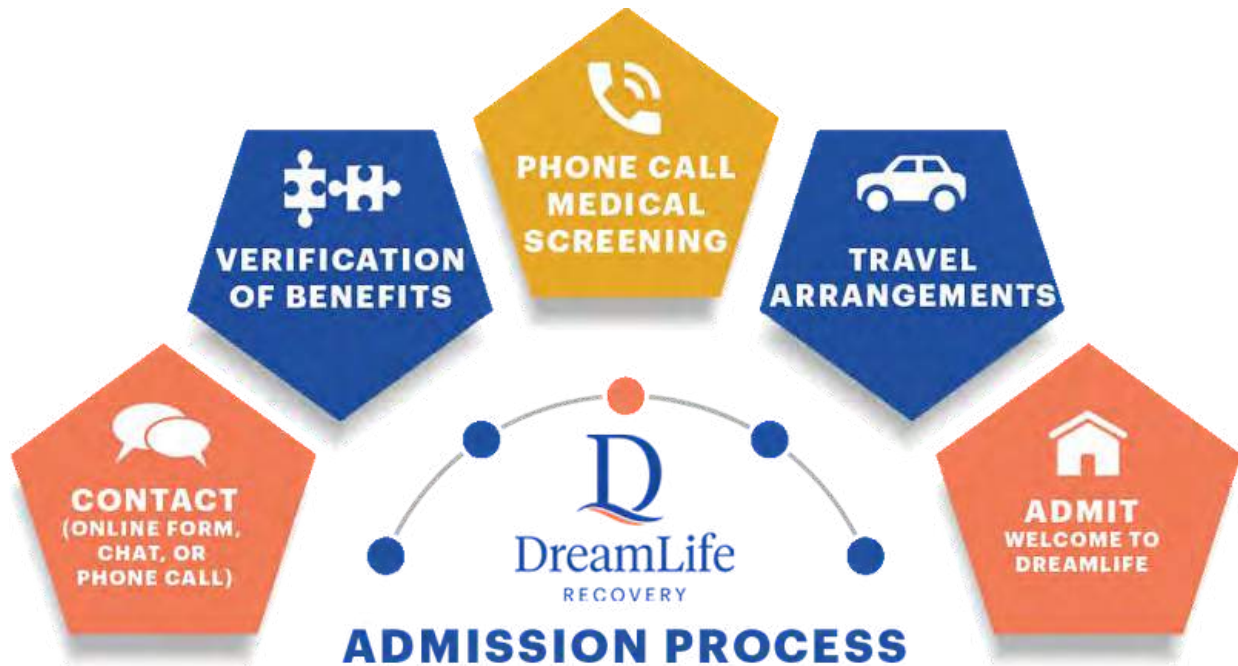 CONTACT
(ONLINE FORM,
CHAT, OR
PHONE CALL)
VERIFICATION
OF BENEFITS
PHONE CALL
MEDICAL
SCREENING
TRAVEL
ARRANGEMENTS
ADMIT
WELCOME TO
DREAMLIFE
D
DreamLife
RECOVERY
ADMISSION PROCESS